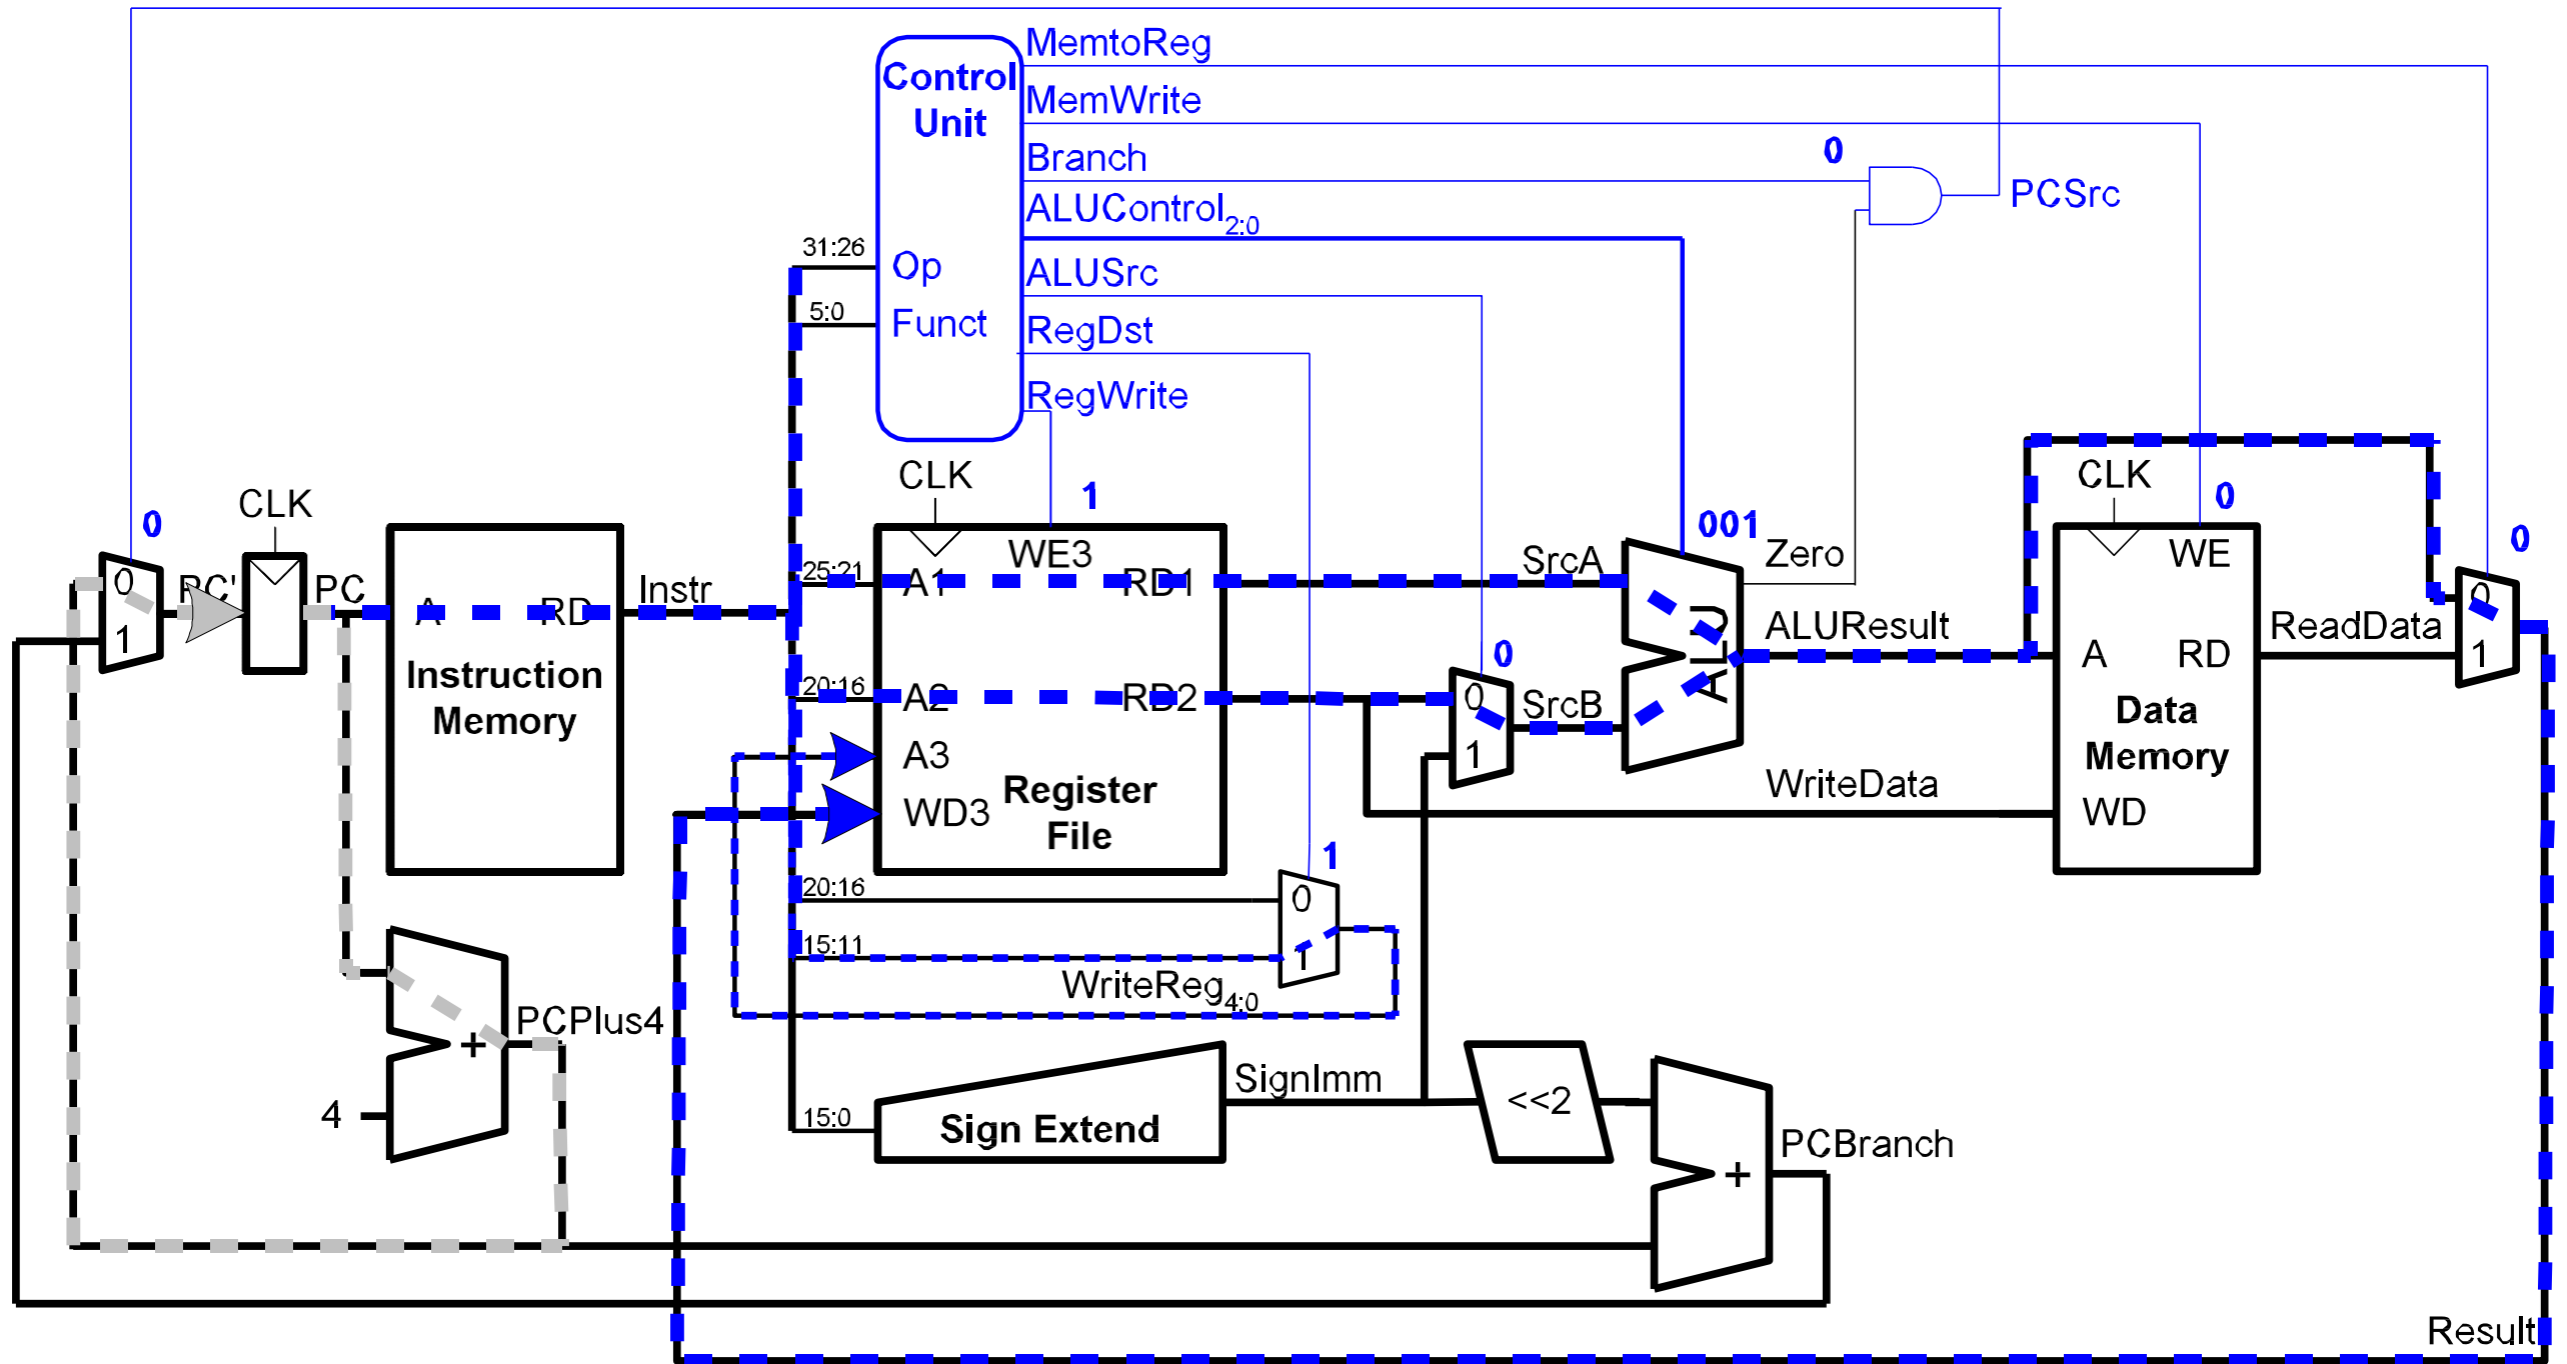 MemtoReg
Control
Unit
MemWrite
Branch
0
ALUControl2:0
PCSrc
31:26
Op
ALUSrc
5:0
Funct
RegDst
RegWrite
CLK
CLK
CLK
1
0
0
001
0
WE3
Zero
WE
25:21
A1
RD1
SrcA
0
PC'
PC
A
RD
Instr
0
1
ALU
ALUResult
A
RD
ReadData
0
1
Instruction
Memory
20:16
A2
RD2
0
SrcB
1
Data
Memory
A3
WD3
Register
File
WriteData
WD
1
20:16
0
15:11
1
WriteReg4:0
PCPlus4
+
4
15:0
Sign Extend
SignImm
<<2
+
PCBranch
Result